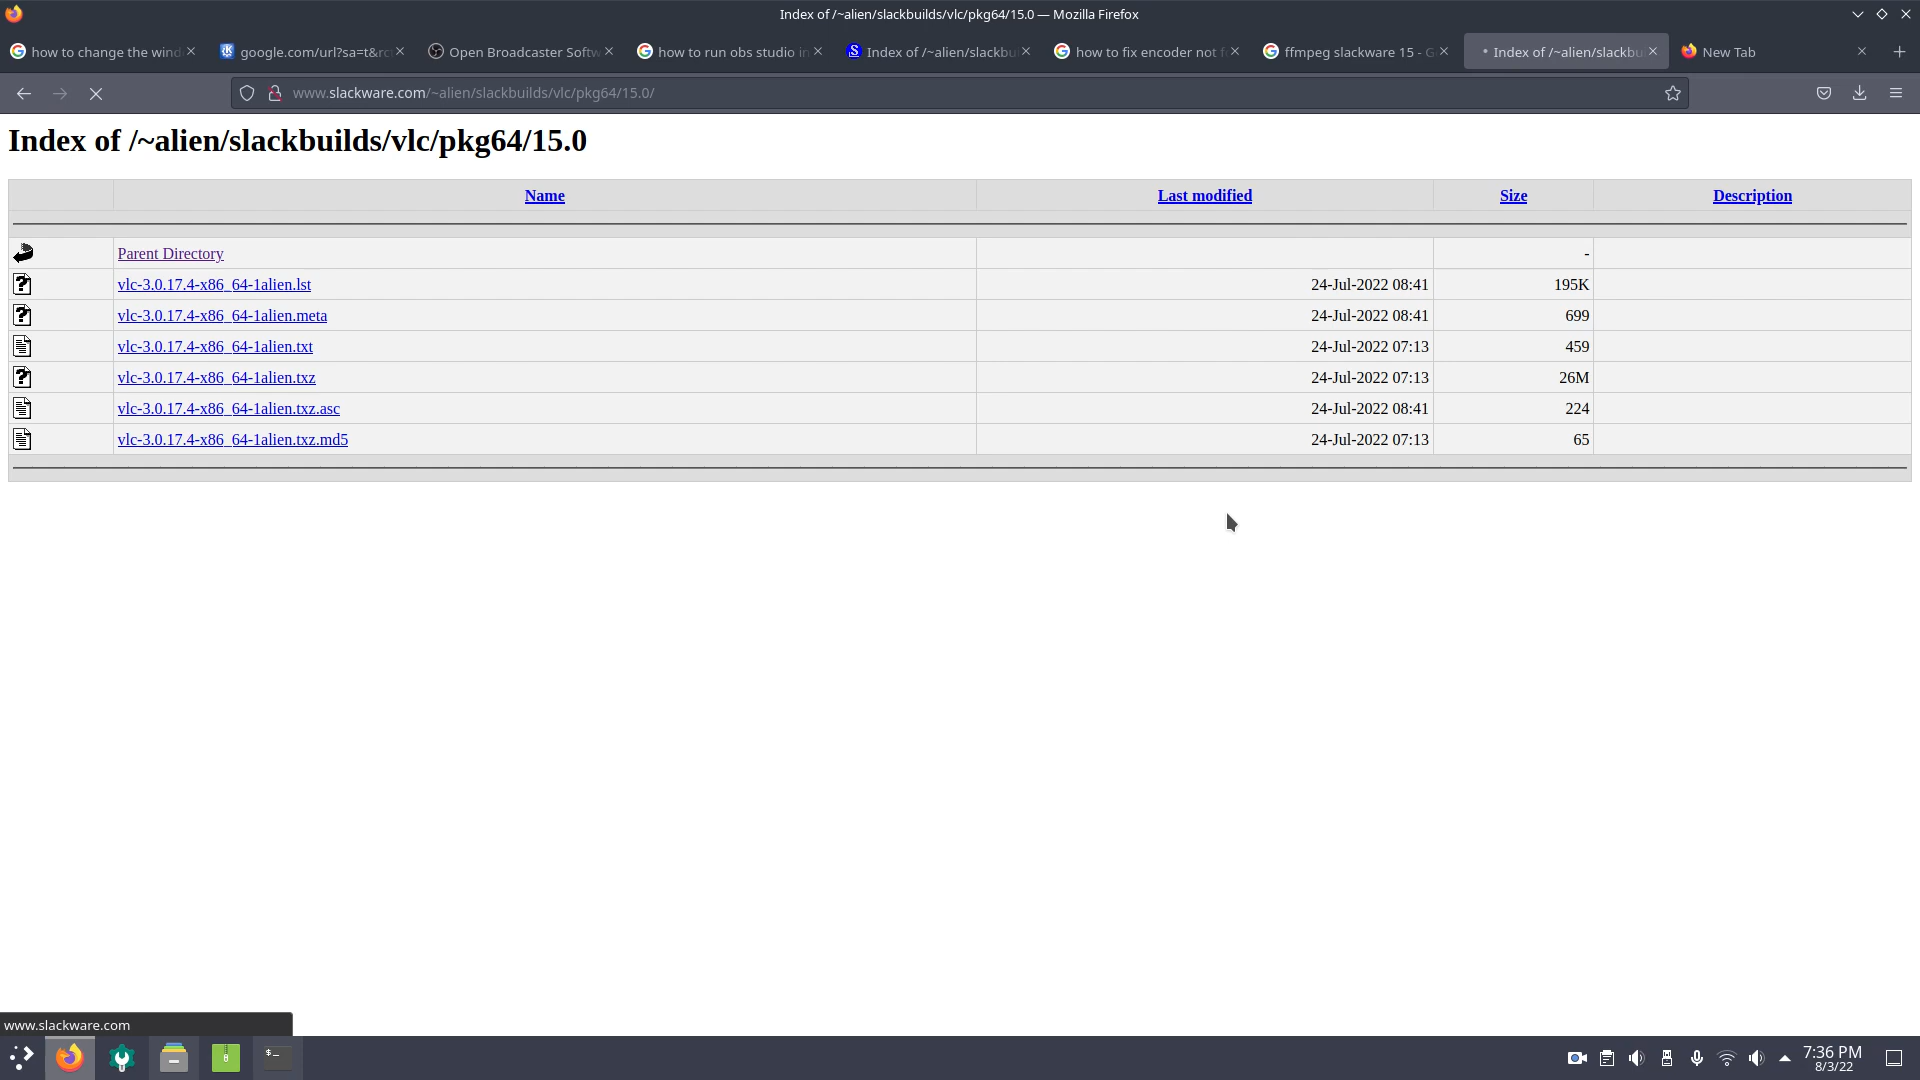 Index of /~alien/slackbuilds/vlc/pkg64/15.0 — Mozilla Firefox
how to change the wind
google.com/url?sa=t&rc
Open Broadcaster Softw
how to run obs studio in
Index of /~alien/slackbui
how to fix encoder not f
ffmpeg slackware 15 - G
Index of /~alien/slackbu
New Tab
www.slackware.com/~alien/slackbuilds/vlc/pkg64/15.0/
Index of /~alien/slackbuilds/vlc/pkg64/15.0
Name Last modified Size Description
Parent Directory -
vlc-3.0.17.4-x86_64-1alien.lst 24-Jul-2022 08:41 195K
vlc-3.0.17.4-x86_64-1alien.meta 24-Jul-2022 08:41 699
vlc-3.0.17.4-x86_64-1alien.txt 24-Jul-2022 07:13 459
vlc-3.0.17.4-x86_64-1alien.txz 24-Jul-2022 07:13 26M
vlc-3.0.17.4-x86_64-1alien.txz.asc 24-Jul-2022 08:41 224
vlc-3.0.17.4-x86_64-1alien.txz.md5 24-Jul-2022 07:13 65
www.slackware.com
7:36 PM
8/3/22